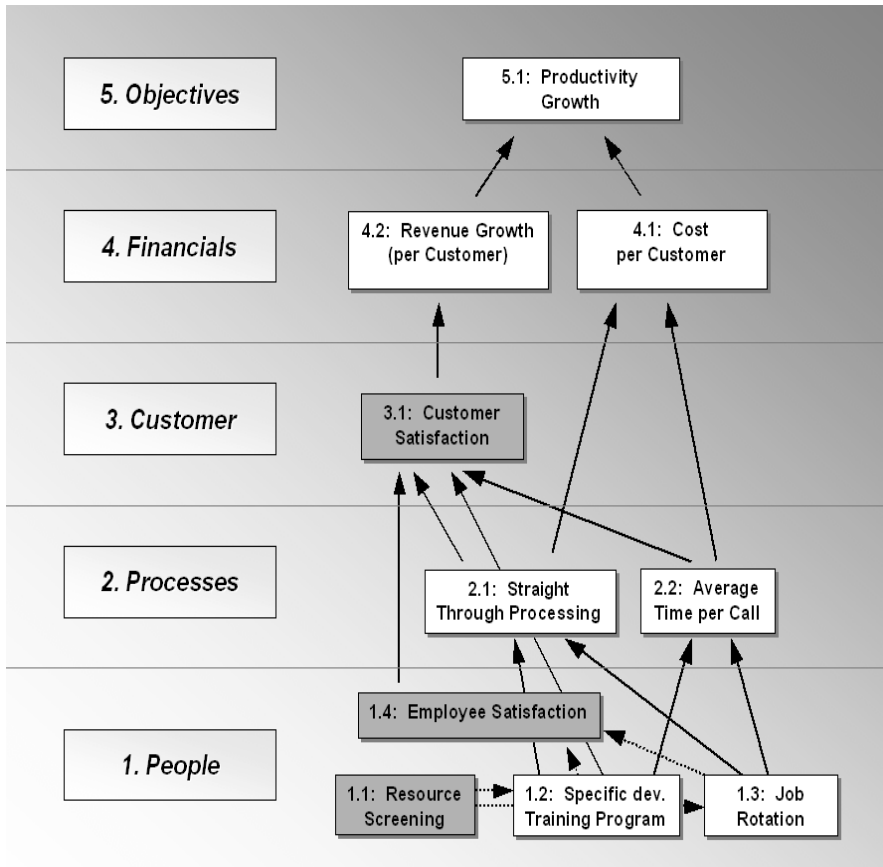 5. Objectives
5.1: Productivity
Growth
4. Financials
4.2: Revenue Growth
(per Customer)
4.1: Cost
per Customer
3. Customer
3.1: Customer
Satisfaction
2. Processes
2.1: Straight
Through Processing
2.2: Average
Time per Call
1. People
1.4: Employee Satisfaction
1.1: Resource
Screening
1.2: Specific dev.
Training Program
1.3: Job
Rotation